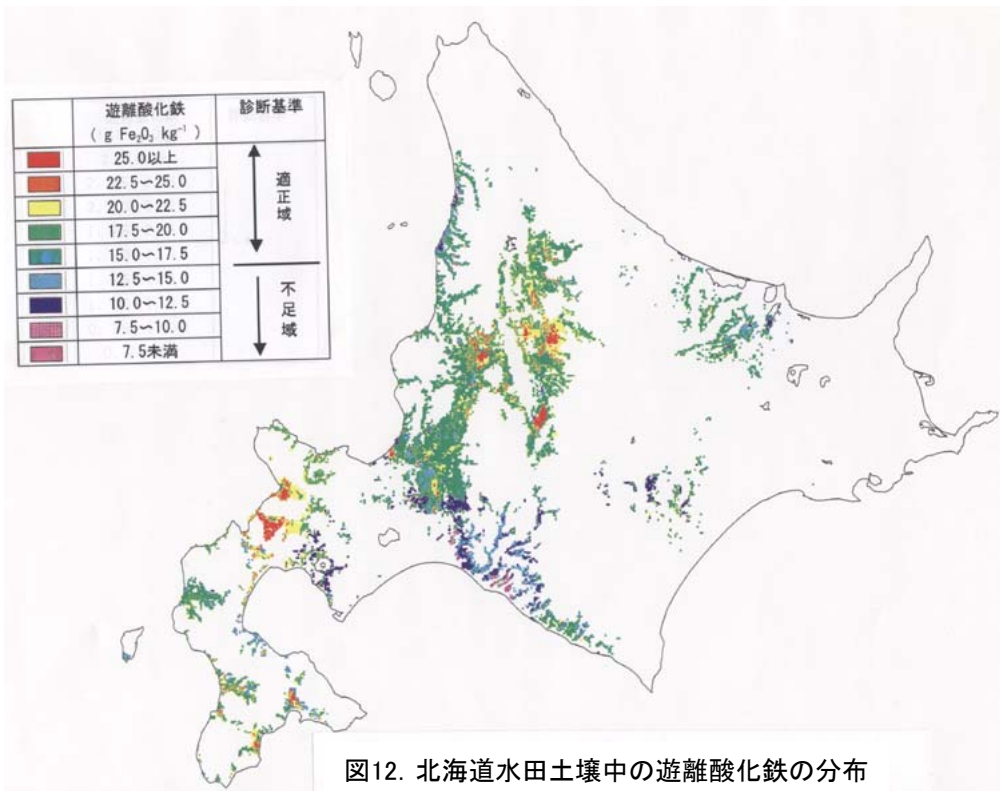 遊離酸化鉄 診断基準
( g Fe₂O₃ kg⁻¹ )
25.0以上
22.5〜25.0
20.0〜22.5
17.5〜20.0
15.0〜17.5
12.5〜15.0
10.0〜12.5
7.5〜10.0
7.5未満
適正域
不足域
図12. 北海道水田土壌中の遊離酸化鉄の分布